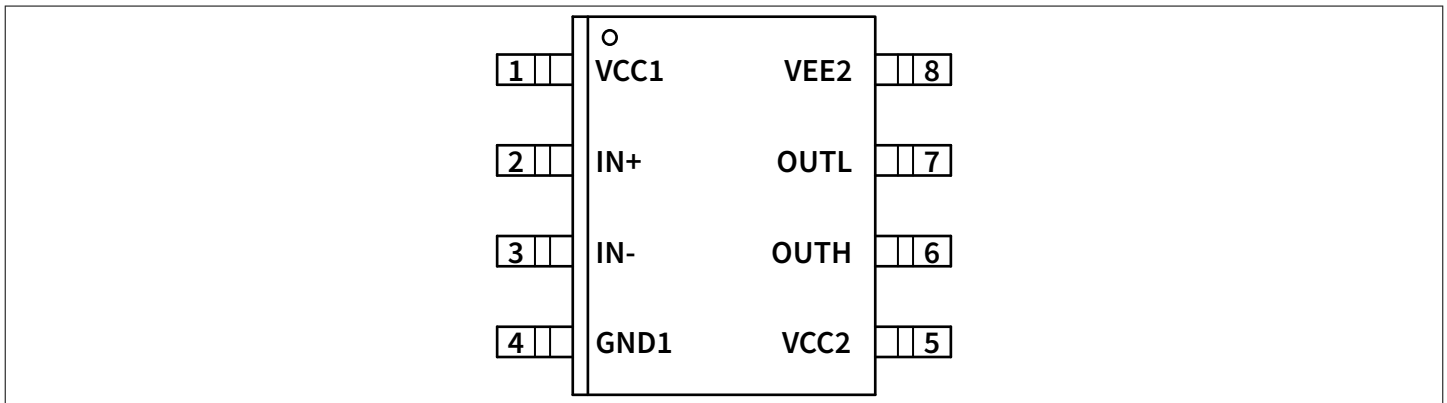 1 VCC1 VEE2 8
2 IN+ OUTL 7
3 IN- OUTH 6
4 GND1 VCC2 5